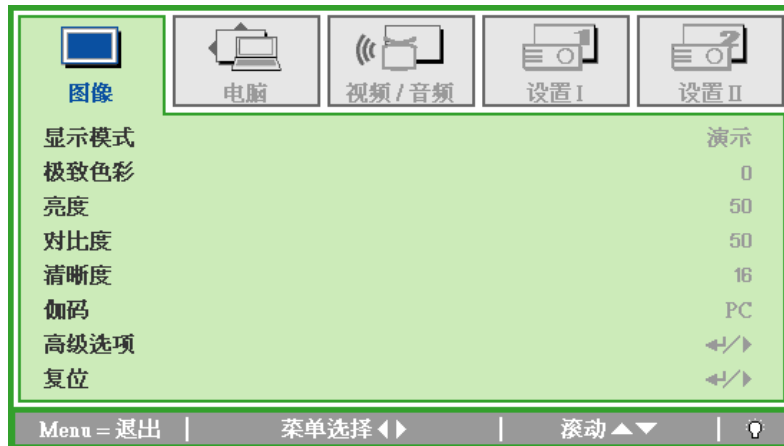 图像 电脑 视频 / 音频 设置 I 设置 II
显示模式 演示
极致色彩 0
亮度 50
对比度 50
清晰度 16
伽码 PC
高级选项
复位
Menu = 退出 菜单选择 滚动